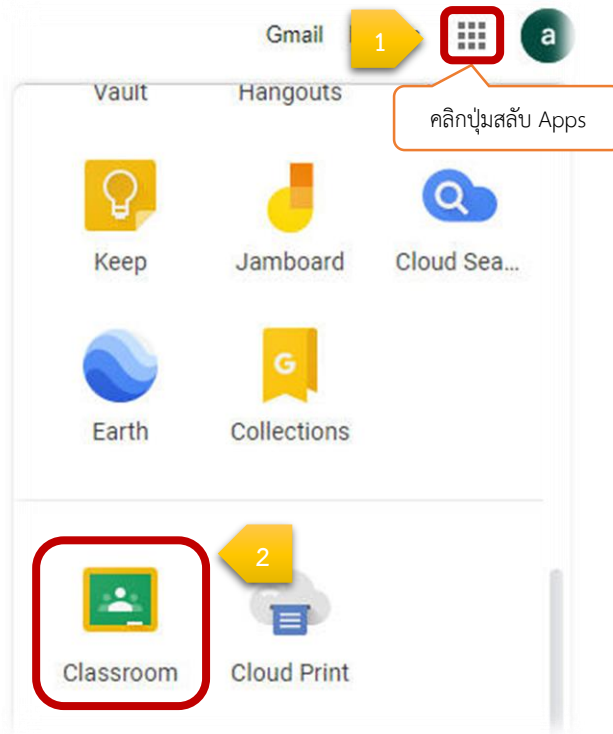 Gmail
1
a
Vault Hangouts
คลิกปุ่มสลับ Apps
Keep Jamboard Cloud Sea...
G
Earth Collections
2
Classroom Cloud Print